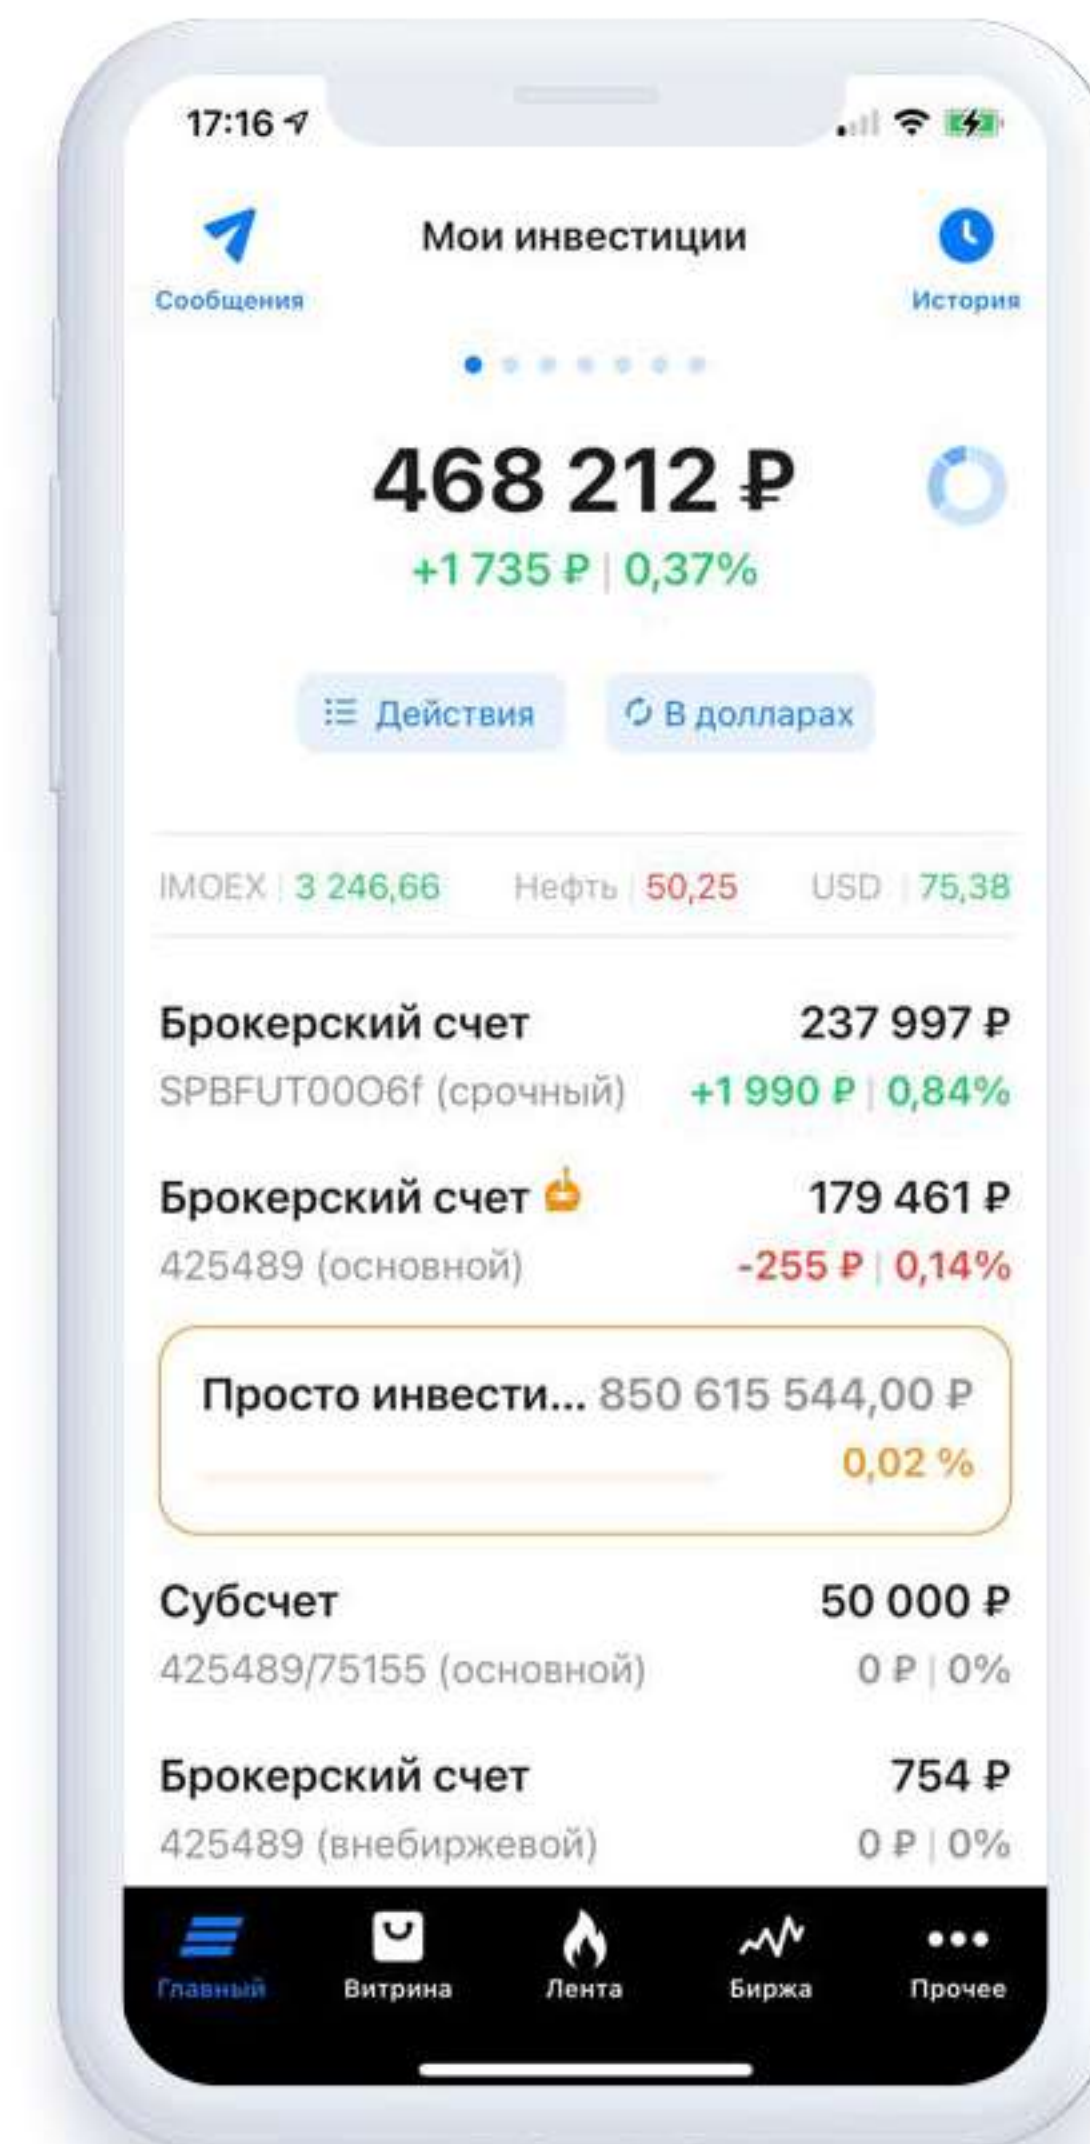 17:16
Мои инвестиции
Сообщения
История
468 212 ₽
+1 735 ₽ | 0,37%
Действия
В долларах
IMOEX | 3 246,66 Нефть | 50,25 USD | 75,38
Брокерский счет 237 997 ₽
SPBFUT00O6f (срочный) +1 990 ₽ | 0,84%
Брокерский счет 179 461 ₽
425489 (основной) -255 ₽ | 0,14%
Просто инвести... 850 615 544,00 ₽
0,02 %
Субсчет 50 000 ₽
425489/75155 (основной) 0 ₽ | 0%
Брокерский счет 754 ₽
425489 (внебиржевой) 0 ₽ | 0%
Главный Витрина Лента Биржа Прочее